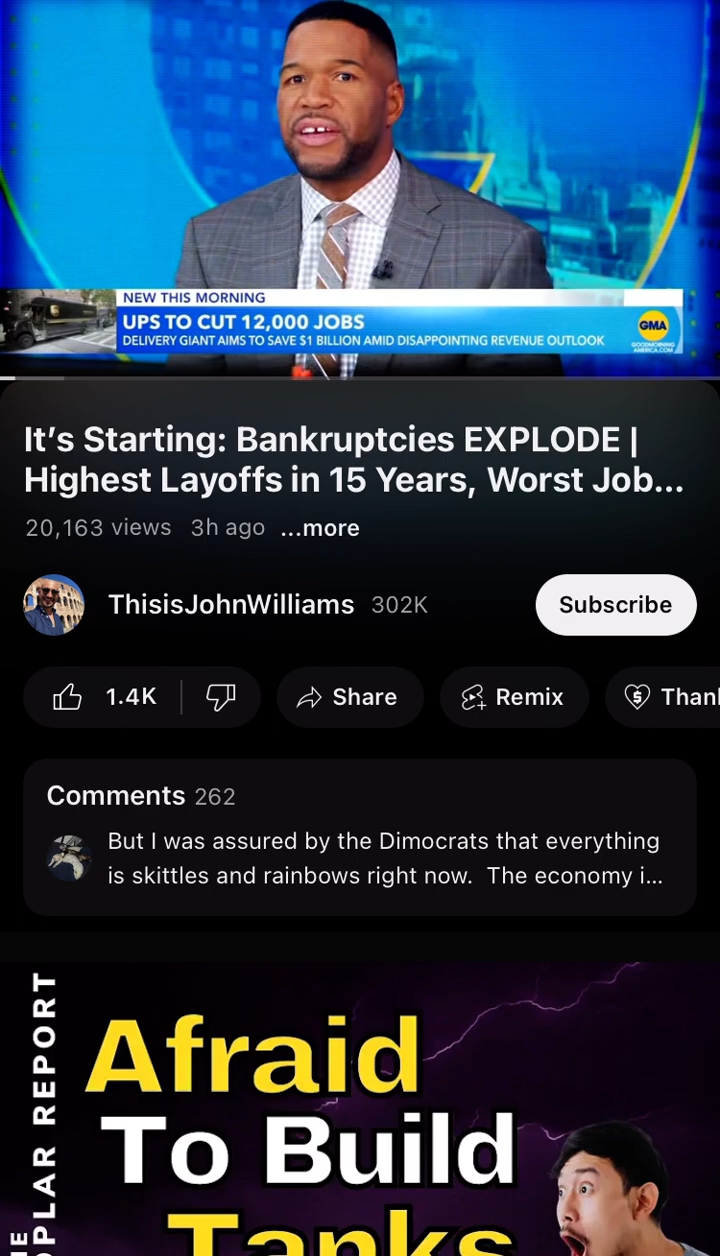 NEW THIS MORNING
UPS TO CUT 12,000 JOBS
DELIVERY GIANT AIMS TO SAVE $1 BILLION AMID DISAPPOINTING REVENUE OUTLOOK
GMA
GOODMORNING
AMERICA.COM
It’s Starting: Bankruptcies EXPLODE |
Highest Layoffs in 15 Years, Worst Job...
20,163 views 3h ago ...more
ThisisJohnWilliams 302K
Subscribe
1.4K
Share
Remix
Than
Comments 262
But I was assured by the Dimocrats that everything
is skittles and rainbows right now. The economy i...
PLAR REPORT
Afraid
To Build
Tanks